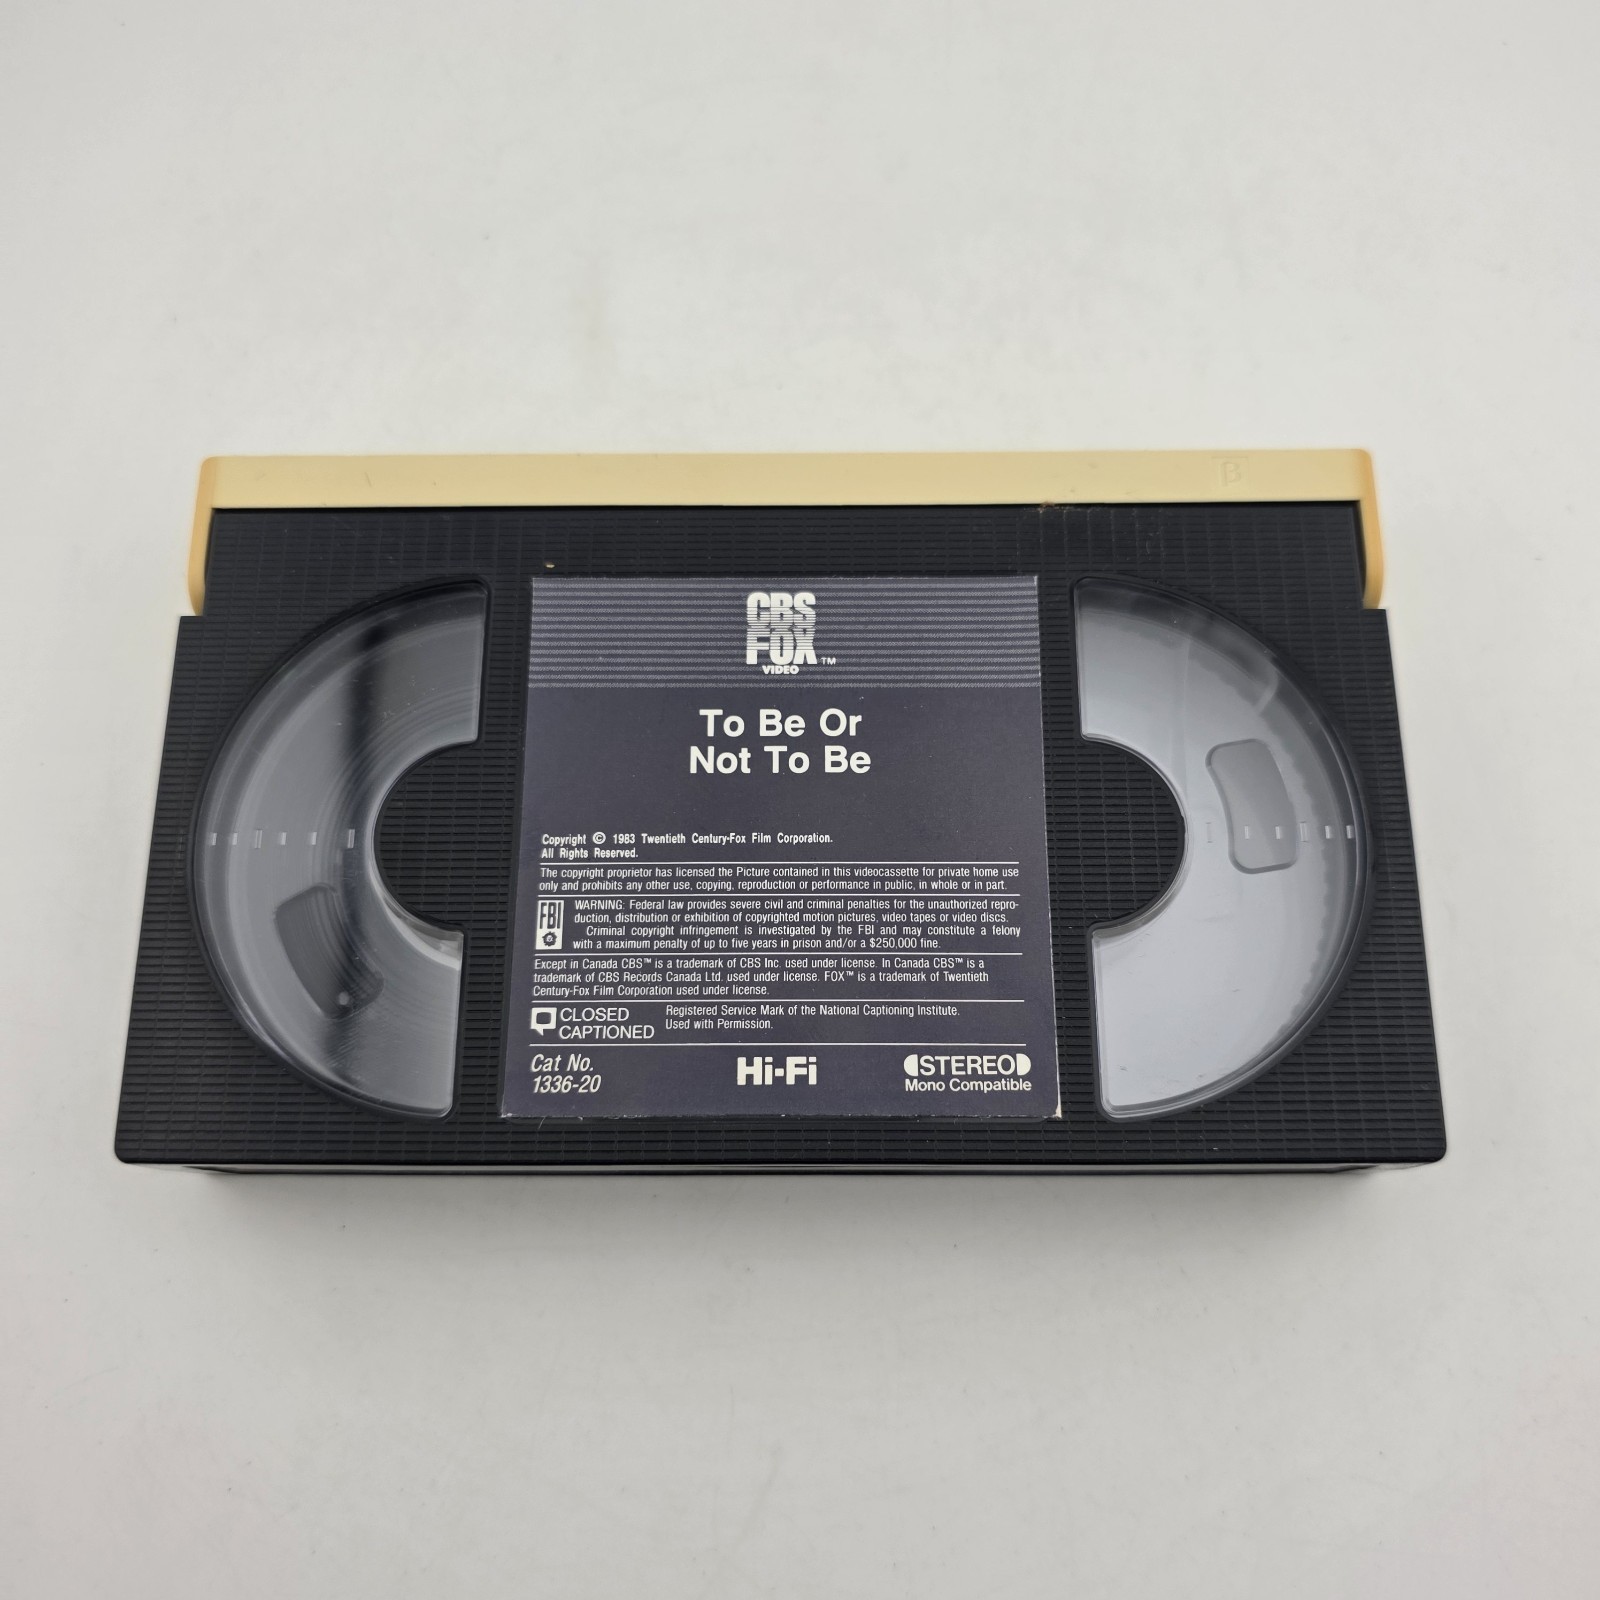 β
CBS
FOX
VIDEO ™
To Be Or
Not To Be
Copyright © 1983 Twentieth Century-Fox Film Corporation.
All Rights Reserved.
The copyright proprietor has licensed the Picture contained in this videocassette for private home use
only and prohibits any other use, copying, reproduction or performance in public, in whole or in part.
FBI
WARNING: Federal law provides severe civil and criminal penalties for the unauthorized repro-
duction, distribution or exhibition of copyrighted motion pictures, video tapes or video discs.
Criminal copyright infringement is investigated by the FBI and may constitute a felony
with a maximum penalty of up to five years in prison and/or a $250,000 fine.
Except in Canada CBS™ is a trademark of CBS Inc. used under license. In Canada CBS™ is a
trademark of CBS Records Canada Ltd. used under license. FOX™ is a trademark of Twentieth
Century-Fox Film Corporation used under license.
CLOSED
CAPTIONED
Registered Service Mark of the National Captioning Institute.
Used with Permission.
Cat No.
1336-20
Hi-Fi
STEREO
Mono Compatible